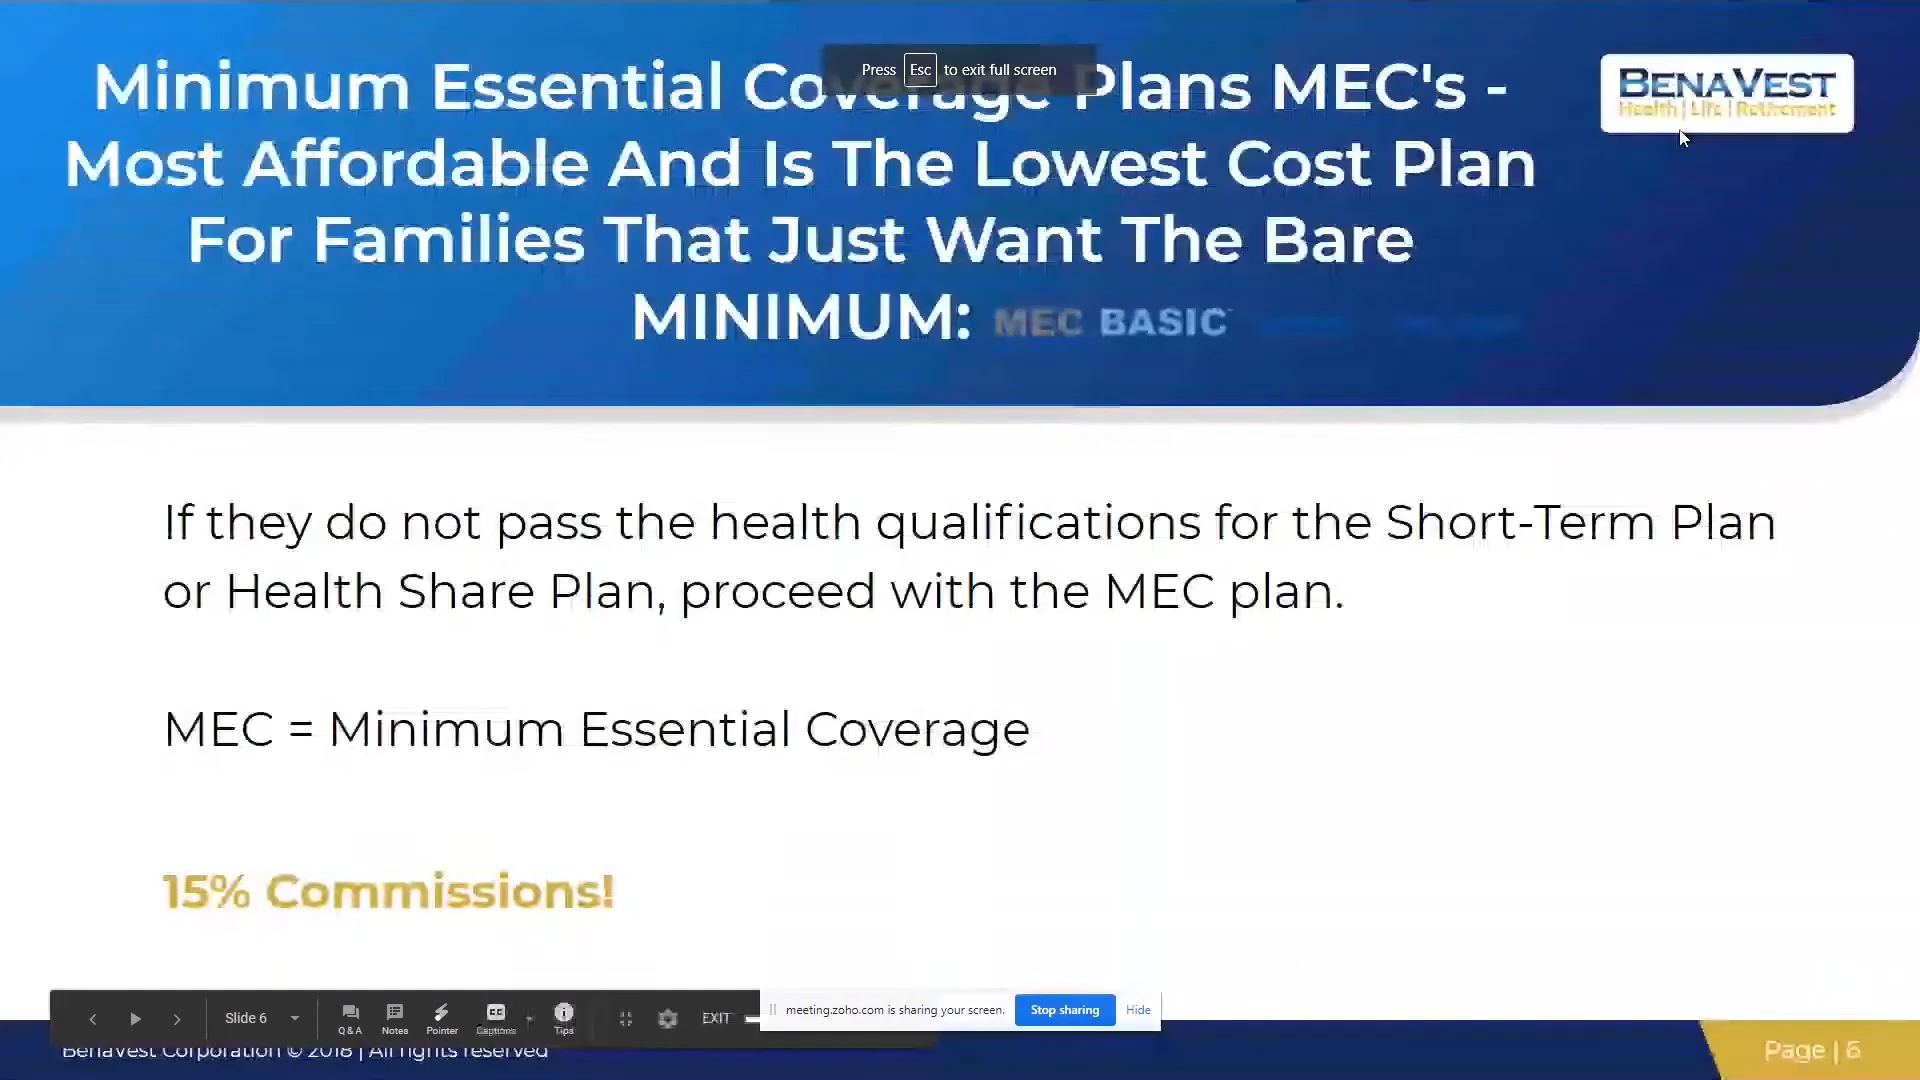 Press Esc to exit full screen
Minimum Essential Coverage Plans MEC's -
Most Affordable And Is The Lowest Cost Plan
For Families That Just Want The Bare
MINIMUM: MEC BASIC
BENAVEST
Health | Life | Retirement
If they do not pass the health qualifications for the Short-Term Plan
or Health Share Plan, proceed with the MEC plan.
MEC = Minimum Essential Coverage
15% Commissions!
Slide 6
Q & A
Notes
Pointer
Captions
Tips
EXIT
meeting.zoho.com is sharing your screen.
Stop sharing
Hide
BenaVest Corporation © 2018 | All rights reserved
Page | 6